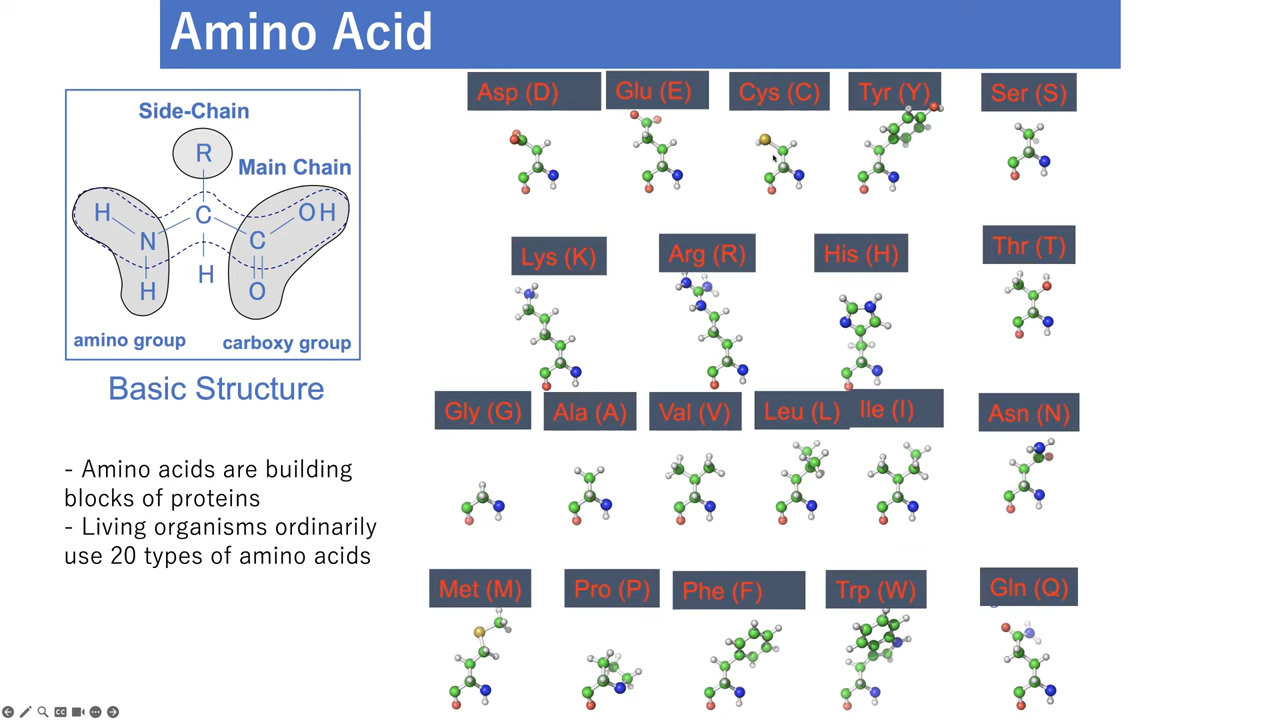 Amino Acid
Side-Chain
R
Main Chain
H
C
OH
N
C
H
H
O
amino group
carboxy group
Basic Structure
- Amino acids are building
blocks of proteins
- Living organisms ordinarily
use 20 types of amino acids
Asp (D)
Glu (E)
Cys (C)
Tyr (Y)
Ser (S)
Lys (K)
Arg (R)
His (H)
Thr (T)
Gly (G)
Ala (A)
Val (V)
Leu (L)
Ile (I)
Asn (N)
Met (M)
Pro (P)
Phe (F)
Trp (W)
Gln (Q)